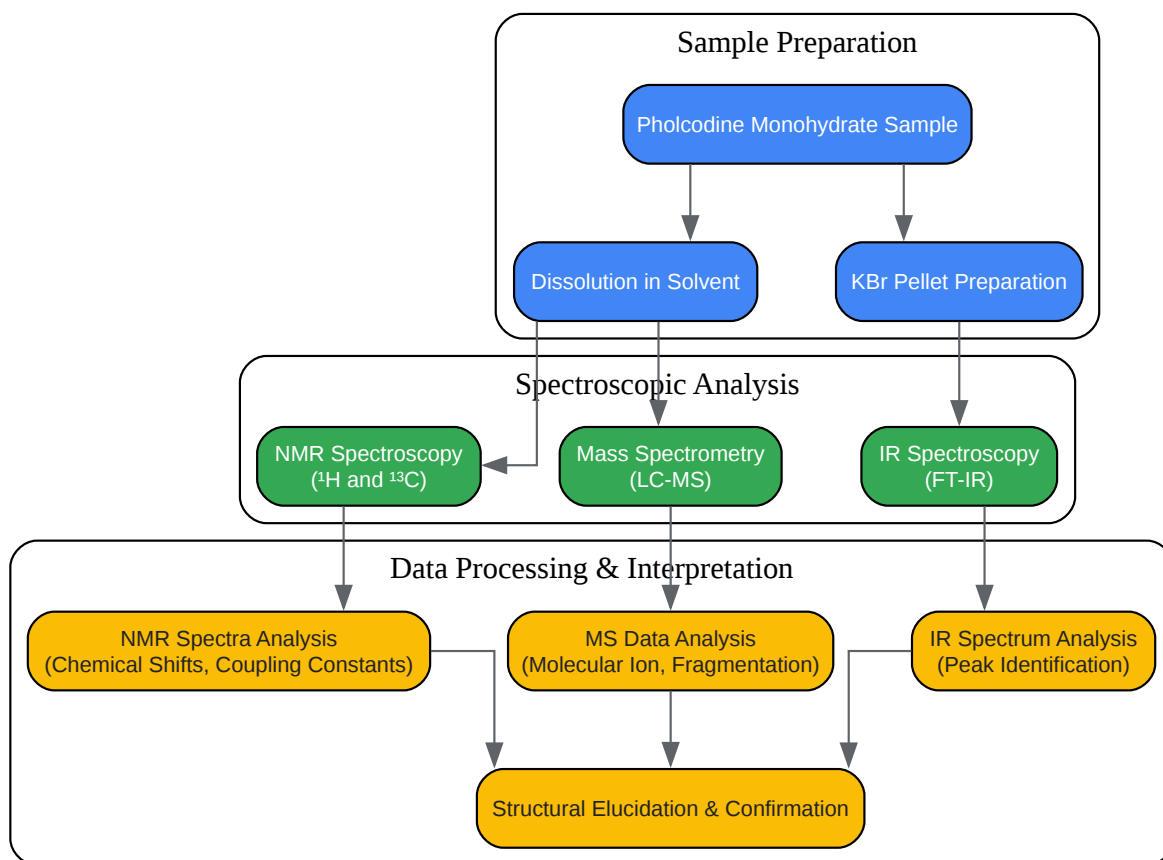 Sample Preparation
Pholcodine Monohydrate Sample
Dissolution in Solvent
KBr Pellet Preparation
Spectroscopic Analysis
NMR Spectroscopy
(¹H and ¹³C)
Mass Spectrometry
(LC-MS)
IR Spectroscopy
(FT-IR)
Data Processing & Interpretation
NMR Spectra Analysis
(Chemical Shifts, Coupling Constants)
MS Data Analysis
(Molecular Ion, Fragmentation)
IR Spectrum Analysis
(Peak Identification)
Structural Elucidation & Confirmation